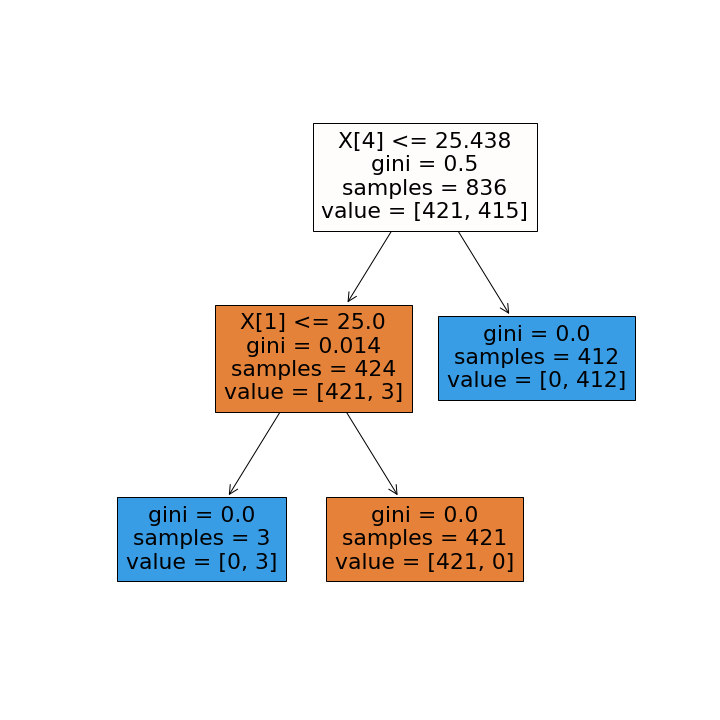 X[4] <= 25.438
gini = 0.5
samples = 836
value = [421, 415]
X[1] <= 25.0
gini = 0.014
samples = 424
value = [421, 3]
gini = 0.0
samples = 412
value = [0, 412]
gini = 0.0
samples = 3
value = [0, 3]
gini = 0.0
samples = 421
value = [421, 0]